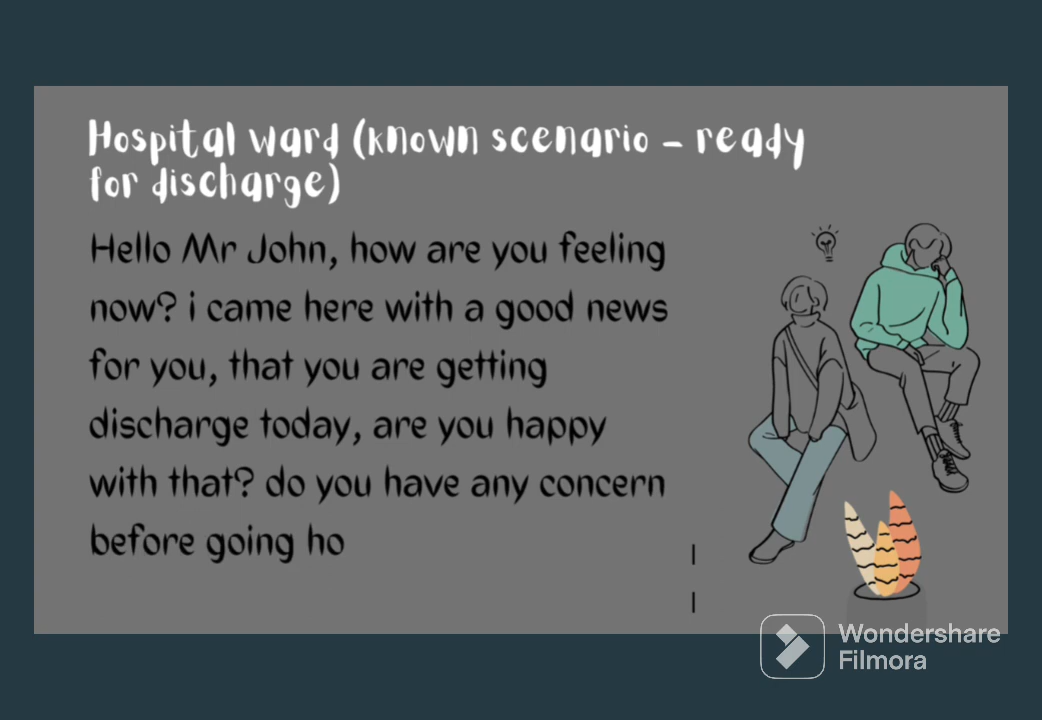 Hospital ward (known scenario – ready
for discharge)
Hello Mr John, how are you feeling
now? i came here with a good news
for you, that you are getting
discharge today, are you happy
with that? do you have any concern
before going ho
Wondershare
Filmora